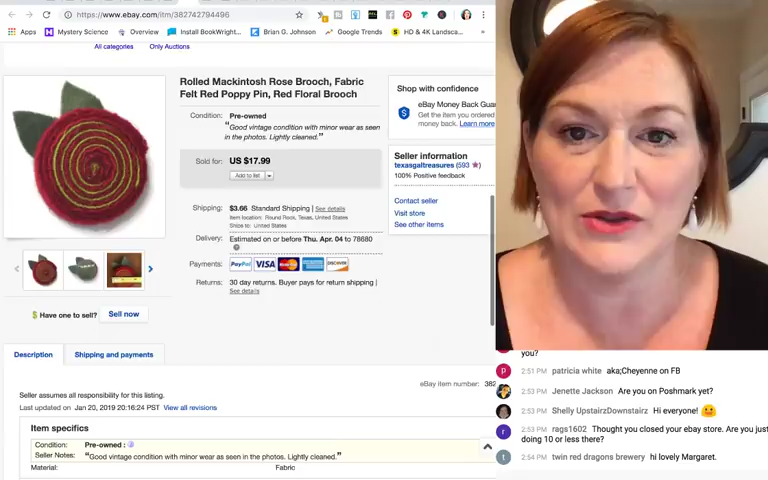 https://www.ebay.com/itm/382742794496
Apps Mystery Science Overview Install BookWright... Brian G. Johnson Google Trends HD & 4K Landsca... »
All categories Only Auctions
Rolled Mackintosh Rose Brooch, Fabric
Felt Red Poppy Pin, Red Floral Brooch
Condition: Pre-owned
"Good vintage condition with minor wear as seen
in the photos. Lightly cleaned."
Sold for: US $17.99
Add to list
Shipping: $3.66 Standard Shipping | See details
Item location: Round Rock, Texas, United States
Ships to: United States
Delivery: Estimated on or before Thu. Apr. 04 to 78680
Payments: PayPal VISA DISCOVER
Returns: 30 day returns. Buyer pays for return shipping |
See details
Shop with confidence
eBay Money Back Gua
Get the item you ordered
money back. Learn more
Seller information
texasgaltreasures (593 )
100% Positive feedback
Contact seller
Visit store
See other items
$ Have one to sell? Sell now
Description Shipping and payments
eBay item number: 382
Seller assumes all responsibility for this listing.
Last updated on Jan 20, 2019 20:16:24 PST View all revisions
Item specifics
Condition: Pre-owned :
Seller Notes: "Good vintage condition with minor wear as seen in the photos. Lightly cleaned."
Material: Fabric
you?
p 2:51 PM patricia white aka;Cheyenne on FB
2:53 PM Jenette Jackson Are you on Poshmark yet?
2:53 PM Shelly UpstairzDownstairz Hi everyone!
r 2:53 PM rags1602 Thought you closed your ebay store. Are you just
doing 10 or less there?
t 2:54 PM twin red dragons brewery hi lovely Margaret.